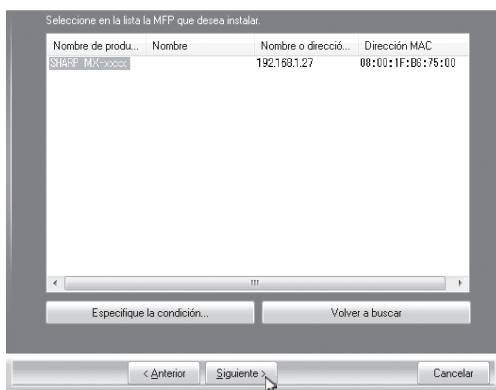 Seleccione en la lista la MFP que desea instalar.
Nombre de produ... Nombre Nombre o direcció... Dirección MAC
SHARP MX-xxxx 192.168.1.27 08:00:1F:B8:75:00
Especifique la condición... Volver a buscar
< Anterior Siguiente > Cancelar